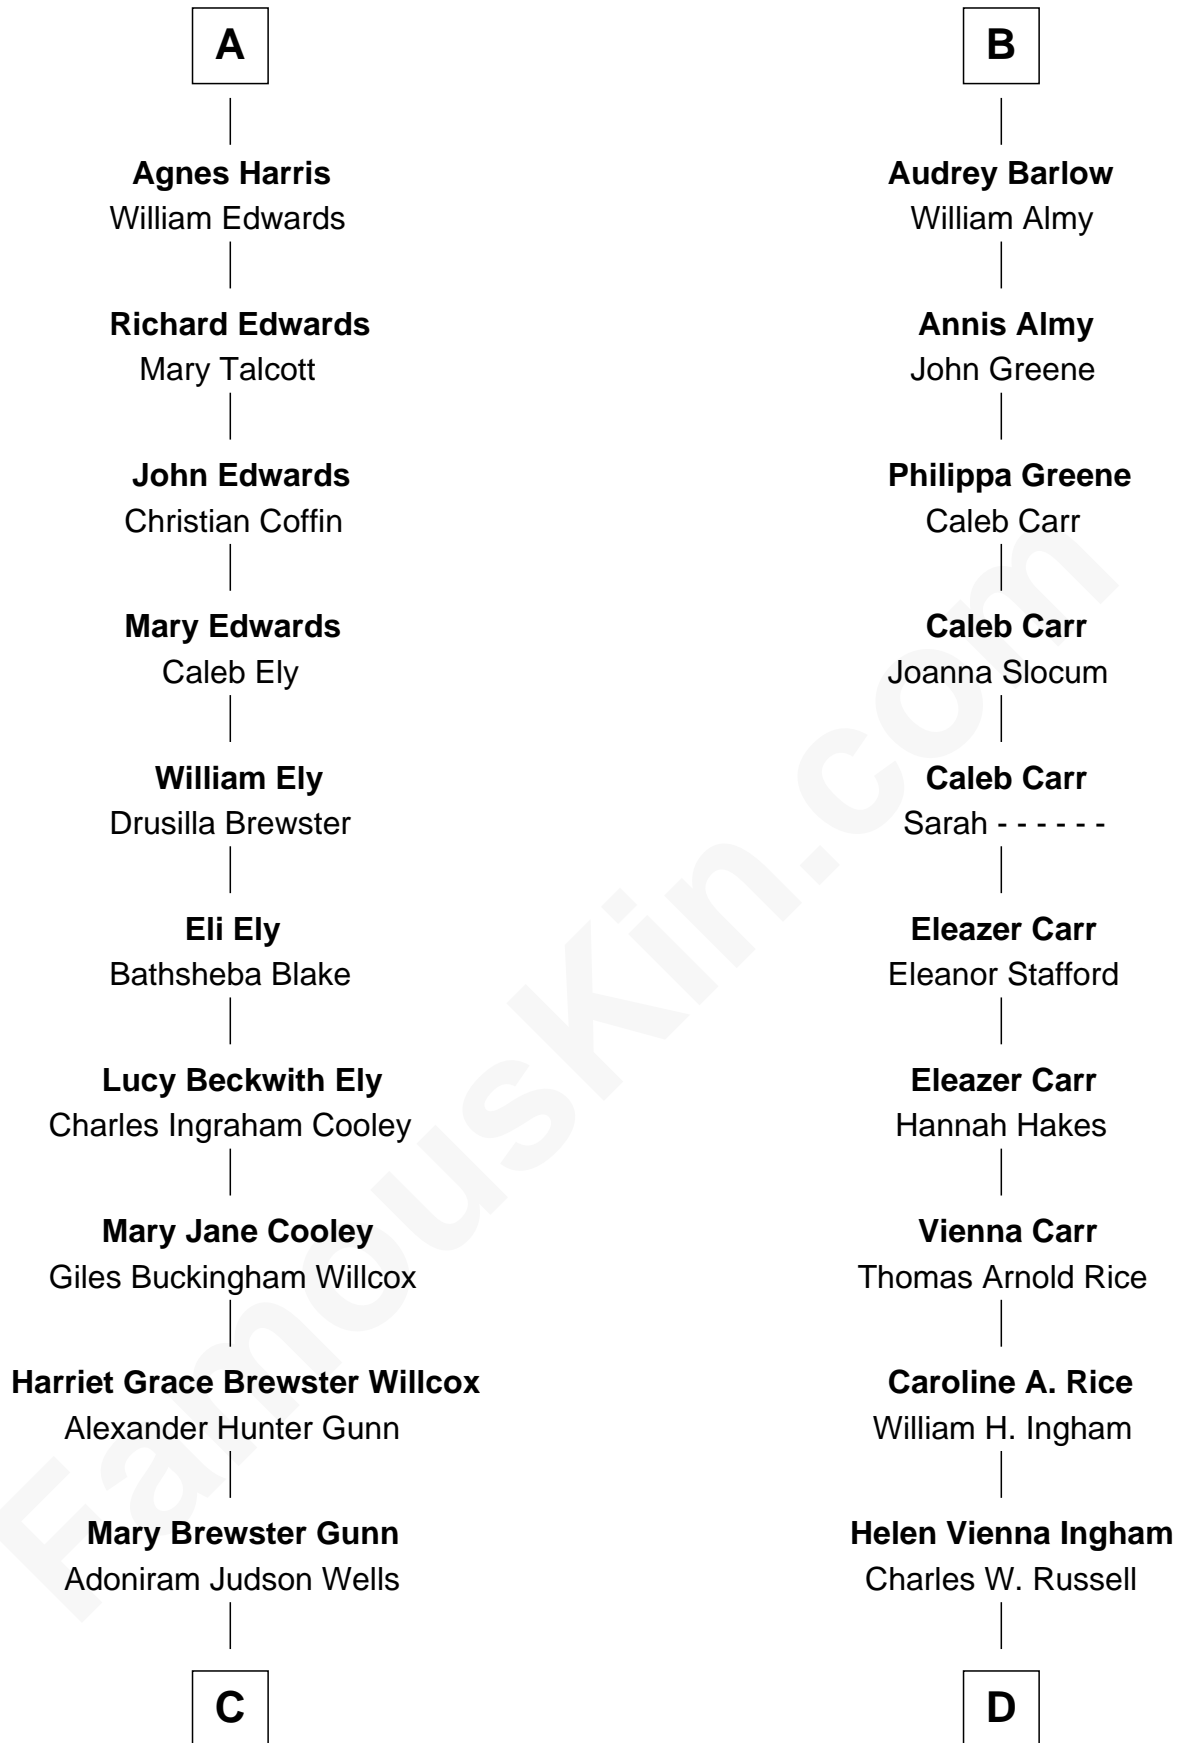 A
Agnes Harris
William Edwards
Richard Edwards
Mary Talcott
John Edwards
Christian Coffin
Mary Edwards
Caleb Ely
William Ely
Drusilla Brewster
Eli Ely
Bathsheba Blake
Lucy Beckwith Ely
Charles Ingraham Cooley
Mary Jane Cooley
Giles Buckingham Willcox
Harriet Grace Brewster Willcox
Alexander Hunter Gunn
Mary Brewster Gunn
Adoniram Judson Wells
C
B
Audrey Barlow
William Almy
Annis Almy
John Greene
Philippa Greene
Caleb Carr
Caleb Carr
Joanna Slocum
Caleb Carr
Sarah - - - - - -
Eleazer Carr
Eleanor Stafford
Eleazer Carr
Hannah Hakes
Vienna Carr
Thomas Arnold Rice
Caroline A. Rice
William H. Ingham
Helen Vienna Ingham
Charles W. Russell
D
FamousKin.com